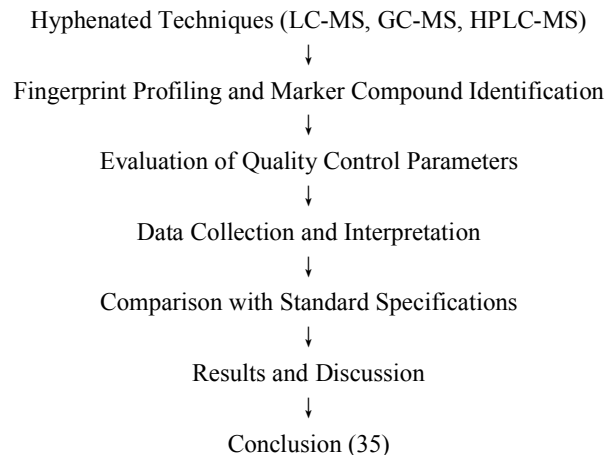 Hyphenated Techniques (LC-MS, GC-MS, HPLC-MS)
↓
Fingerprint Profiling and Marker Compound Identification
↓
Evaluation of Quality Control Parameters
↓
Data Collection and Interpretation
↓
Comparison with Standard Specifications
↓
Results and Discussion
↓
Conclusion (35)